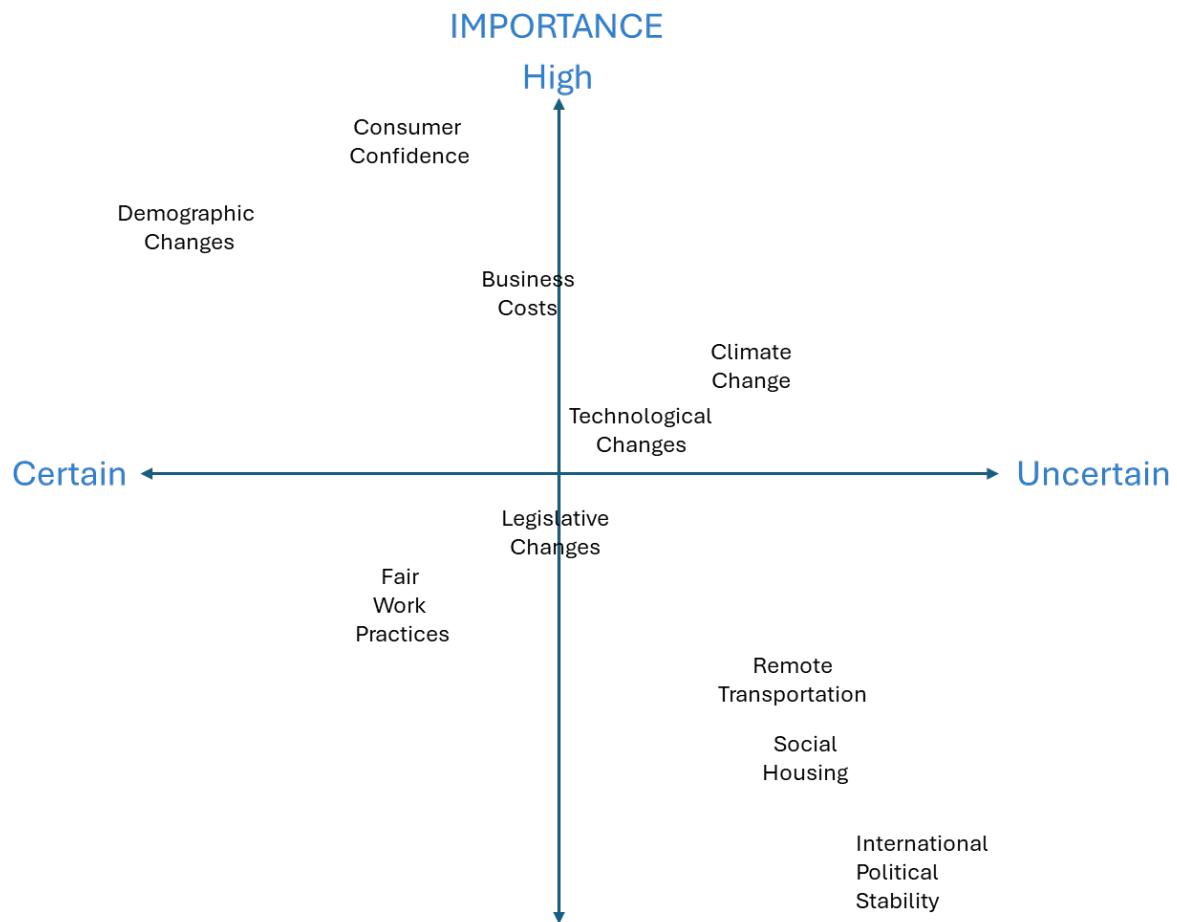 IMPORTANCE
High
Consumer
Confidence
Demographic
Changes
Business
Costs
Climate
Change
Technological
Changes
Certain
Uncertain
Legislative
Changes
Fair
Work
Practices
Remote
Transportation
Social
Housing
International
Political
Stability